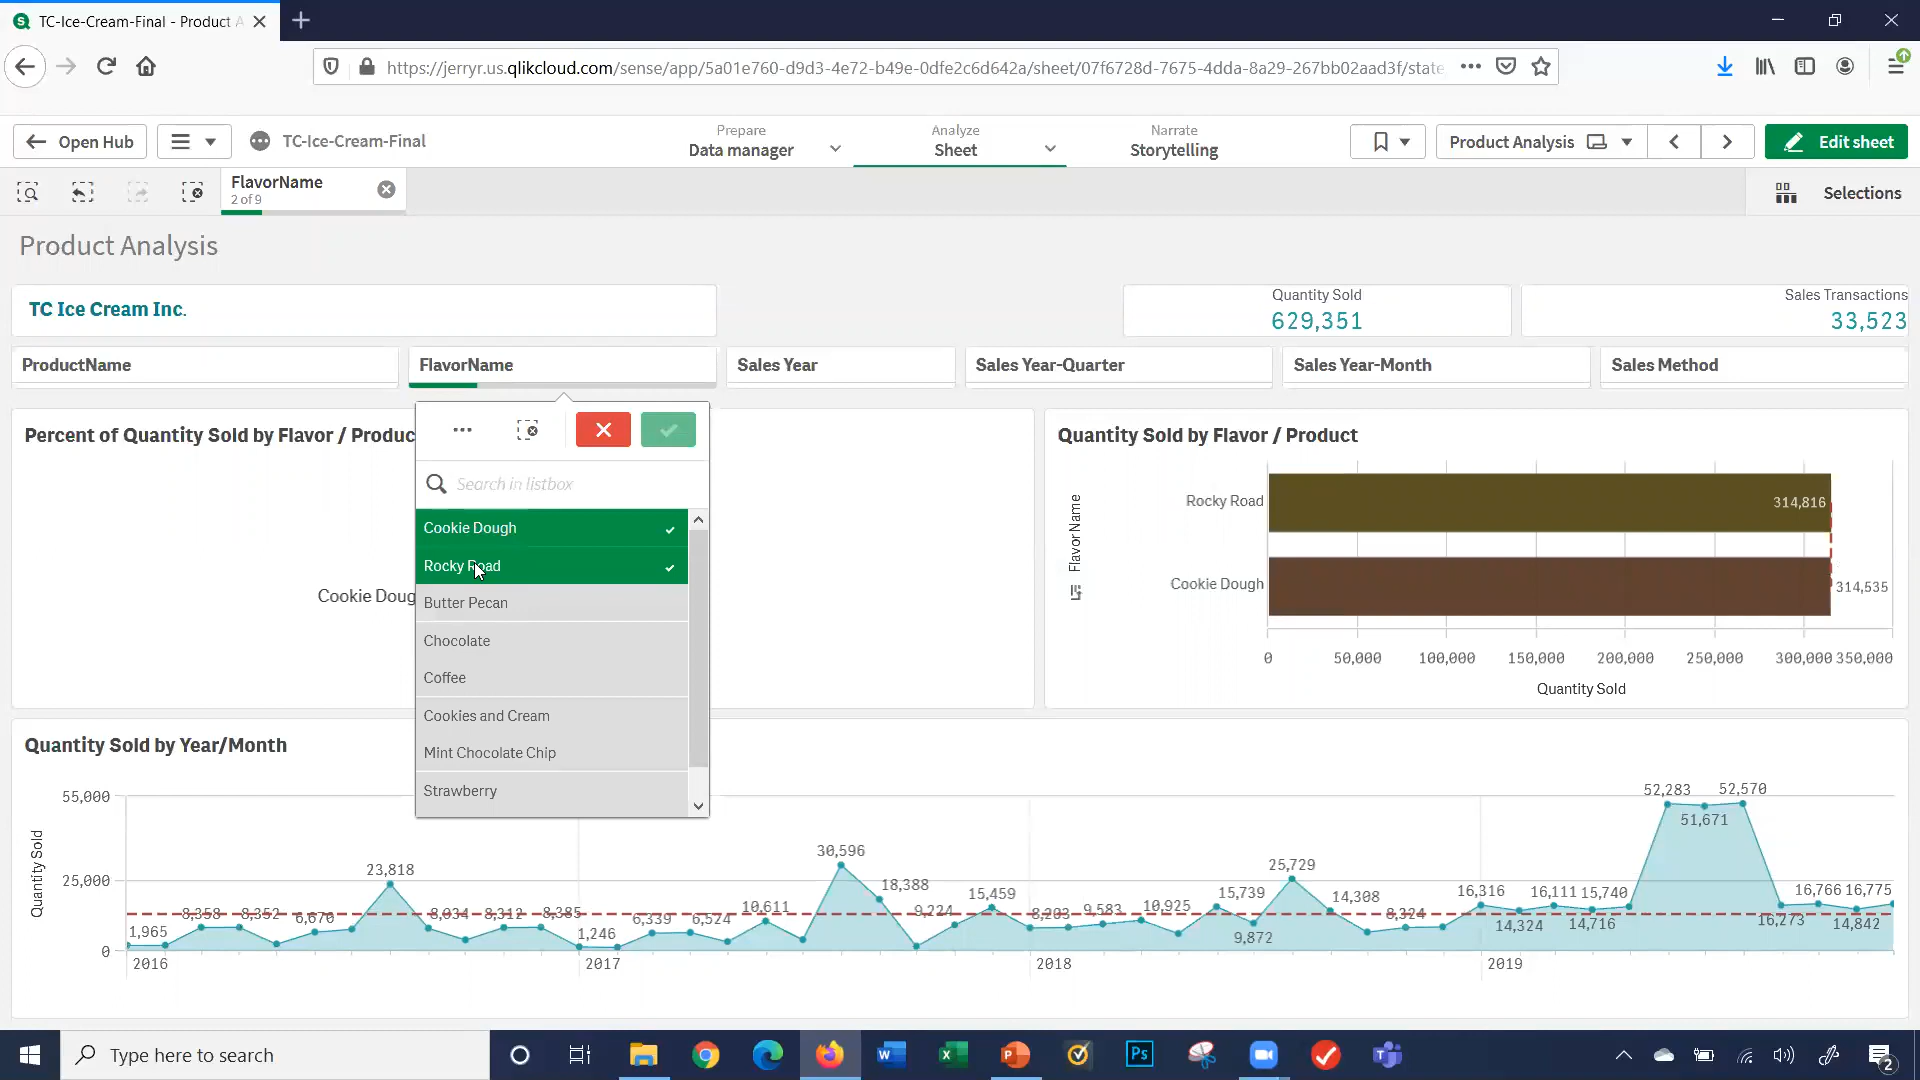 TC-Ice-Cream-Final - Product A
https://jerryr.us.qlikcloud.com/sense/app/5a01e760-d9d3-4e72-b49e-0dfe2c6d642a/sheet/07f6728d-7675-4dda-8a29-267bb02aad3f/state
Open Hub
TC-Ice-Cream-Final
Prepare
Data manager
Analyze
Sheet
Narrate
Storytelling
Product Analysis
Edit sheet
FlavorName
2 of 9
Selections
Product Analysis
TC Ice Cream Inc.
Quantity Sold
629,351
Sales Transactions
33,523
ProductName
FlavorName
Sales Year
Sales Year-Quarter
Sales Year-Month
Sales Method
Percent of Quantity Sold by Flavor / Produc
Cookie Doug
Search in listbox
Cookie Dough
Rocky Road
Butter Pecan
Chocolate
Coffee
Cookies and Cream
Mint Chocolate Chip
Strawberry
Quantity Sold by Flavor / Product
FlavorName
Rocky Road
314,816
Cookie Dough
314,535
0 50,000 100,000 150,000 200,000 250,000 300,000 350,000
Quantity Sold
Quantity Sold by Year/Month
Quantity Sold
55,000
25,000
0
1,965 8,358 8,352 6,670 23,818 8,034 8,312 8,385
1,246 6,339 6,524 10,611 30,596 18,388 9,224 15,459
8,203 9,583 10,925 15,739 9,872 25,729 14,308 8,324
16,316 14,324 16,111 14,716 15,740 52,283 51,671 52,570 16,273 16,766 14,842 16,775
2016 2017 2018 2019
Type here to search
Ps
2